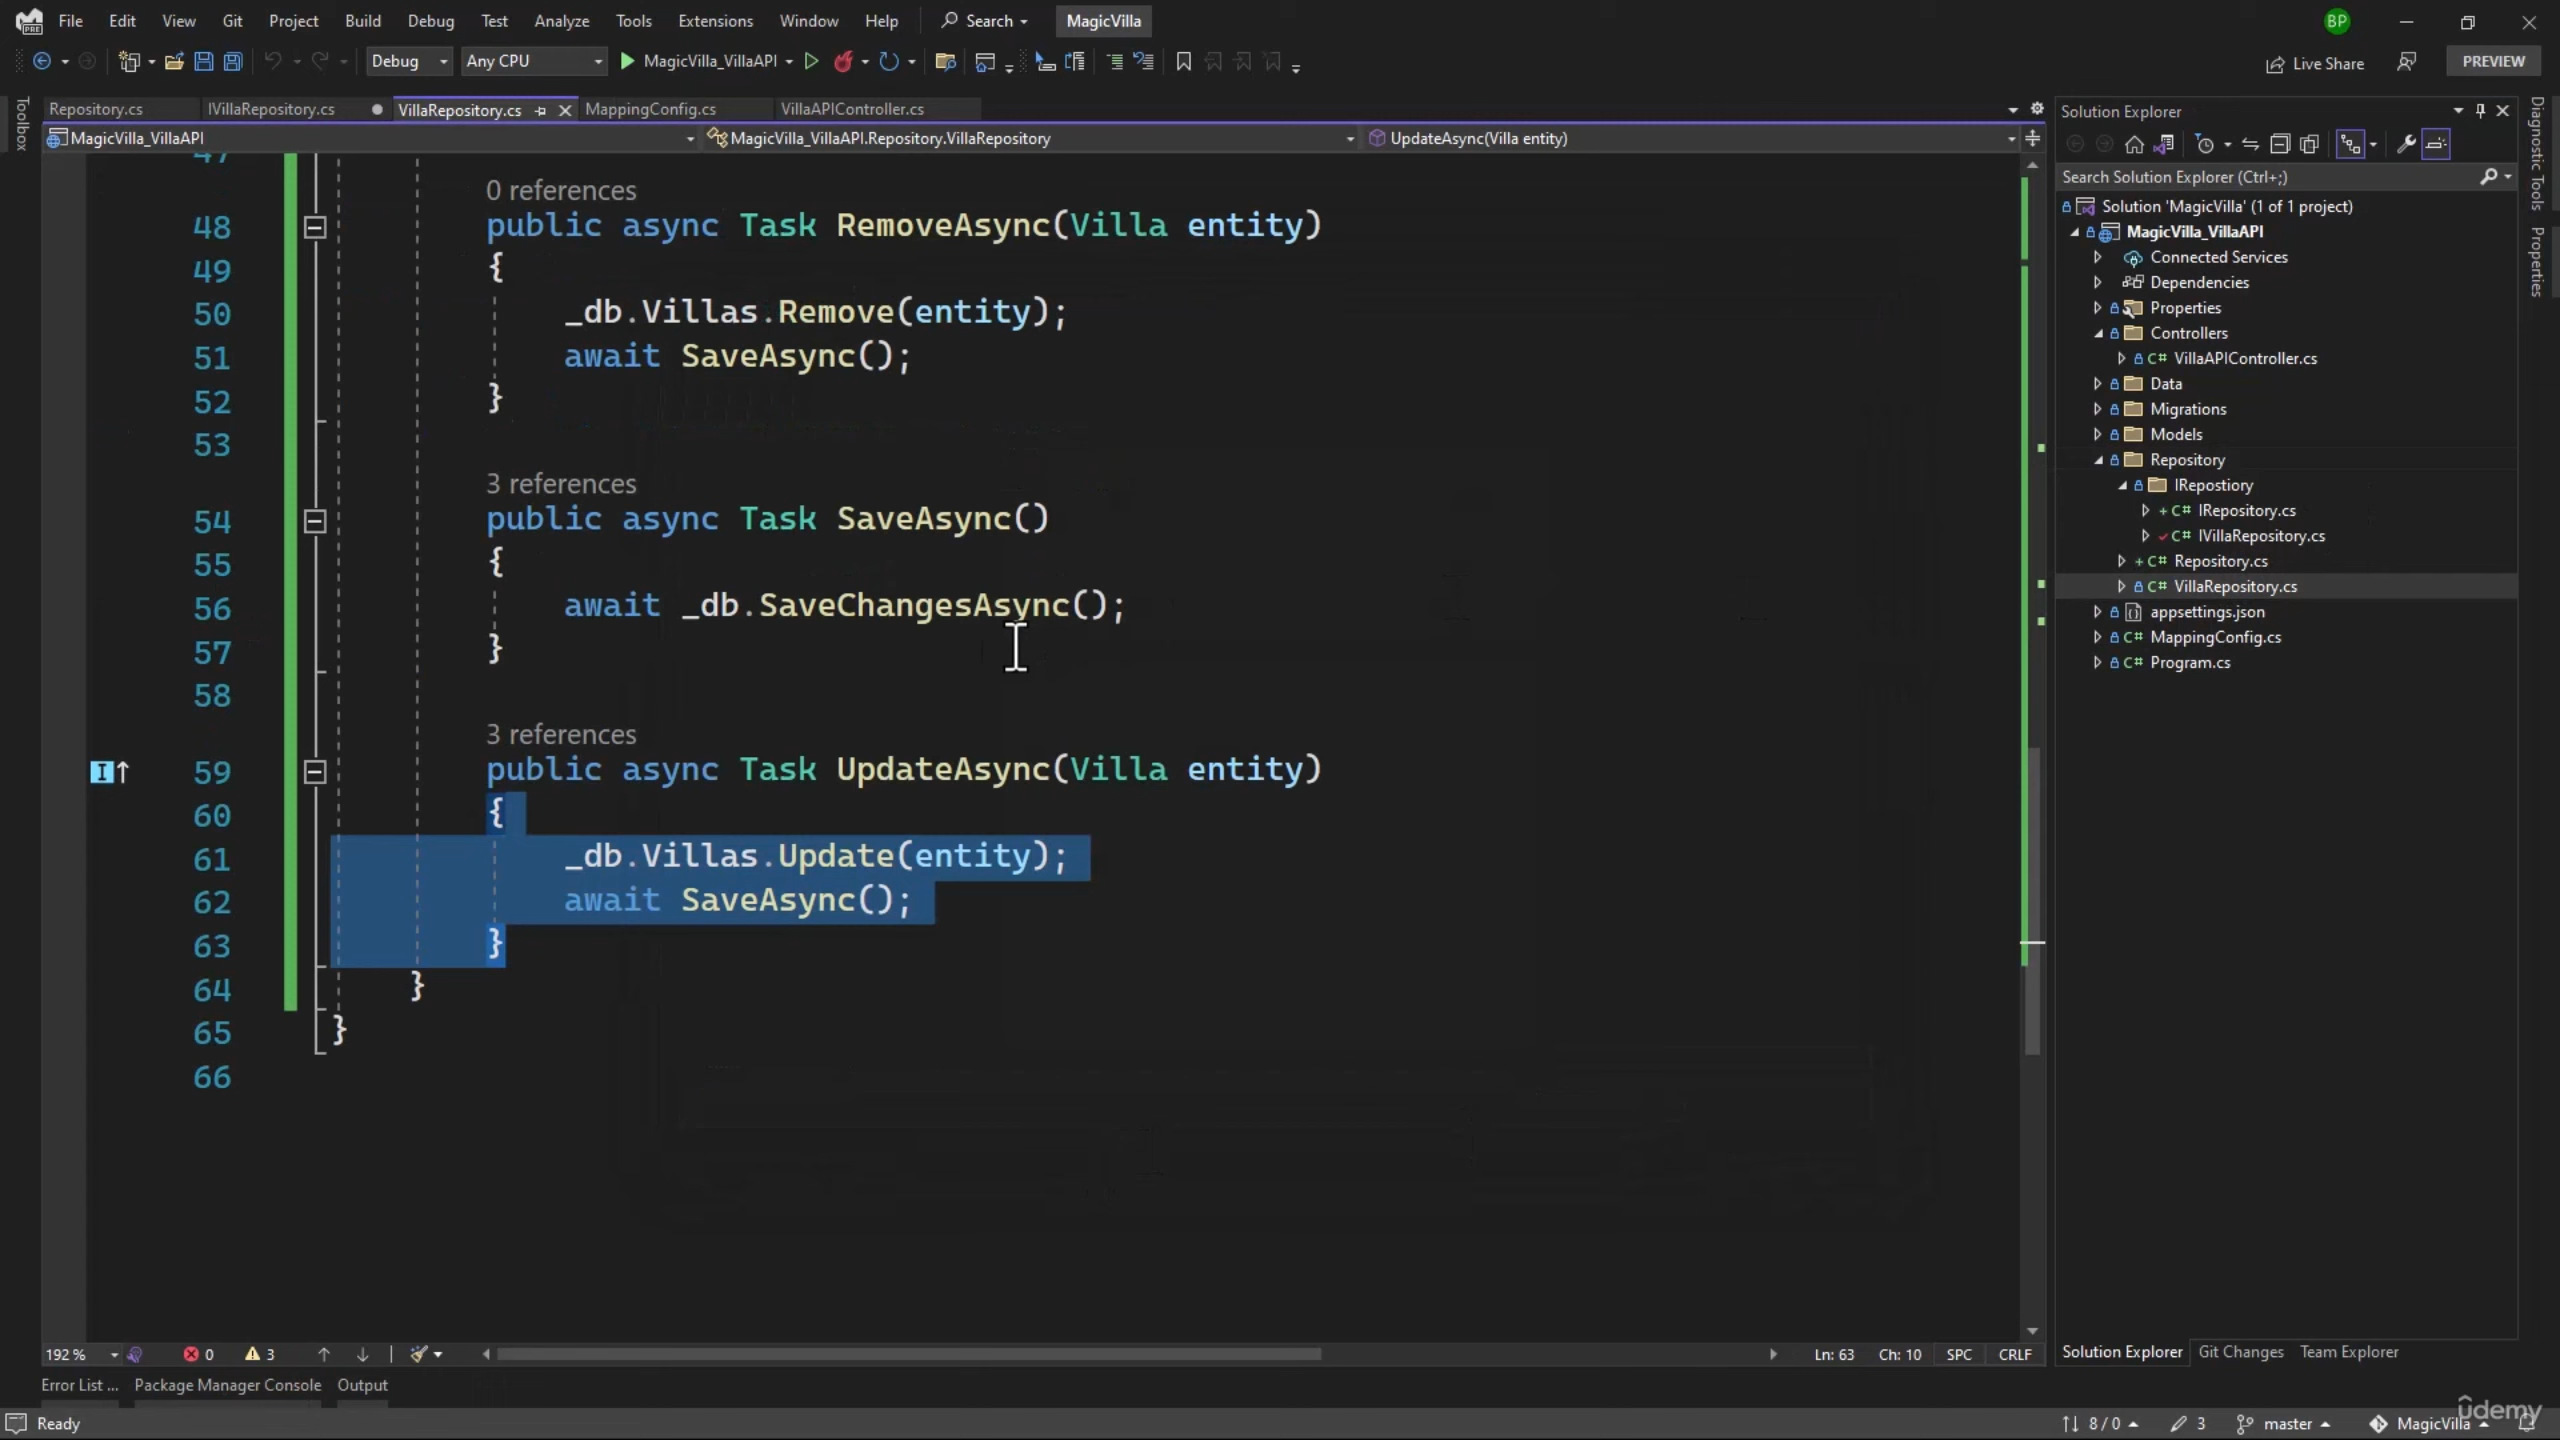 File Edit View Git Project Build Debug Test Analyze Tools Extensions Window Help Search MagicVilla BP
Debug Any CPU MagicVilla_VillaAPI Live Share PREVIEW
Toolbox
Repository.cs IVillaRepository.cs VillaRepository.cs MappingConfig.cs VillaAPIController.cs
MagicVilla_VillaAPI MagicVilla_VillaAPI.Repository.VillaRepository UpdateAsync(Villa entity)
47
0 references
48 public async Task RemoveAsync(Villa entity)
49 {
50 _db.Villas.Remove(entity);
51 await SaveAsync();
52 }
53
3 references
54 public async Task SaveAsync()
55 {
56 await _db.SaveChangesAsync();
57 }
58
3 references
59 public async Task UpdateAsync(Villa entity)
60 {
61 _db.Villas.Update(entity);
62 await SaveAsync();
63 }
64 }
65 }
66
192 % 0 3 Ln: 63 Ch: 10 SPC CRLF
Error List ... Package Manager Console Output
Solution Explorer
Search Solution Explorer (Ctrl+;)
Solution 'MagicVilla' (1 of 1 project)
MagicVilla_VillaAPI
Connected Services
Dependencies
Properties
Controllers
C# VillaAPIController.cs
Data
Migrations
Models
Repository
IRepostiory
C# IRepository.cs
C# IVillaRepository.cs
C# Repository.cs
C# VillaRepository.cs
appsettings.json
C# MappingConfig.cs
C# Program.cs
Solution Explorer Git Changes Team Explorer
Diagnostic Tools
Properties
Ready 8 / 0 3 master MagicVilla
udemy